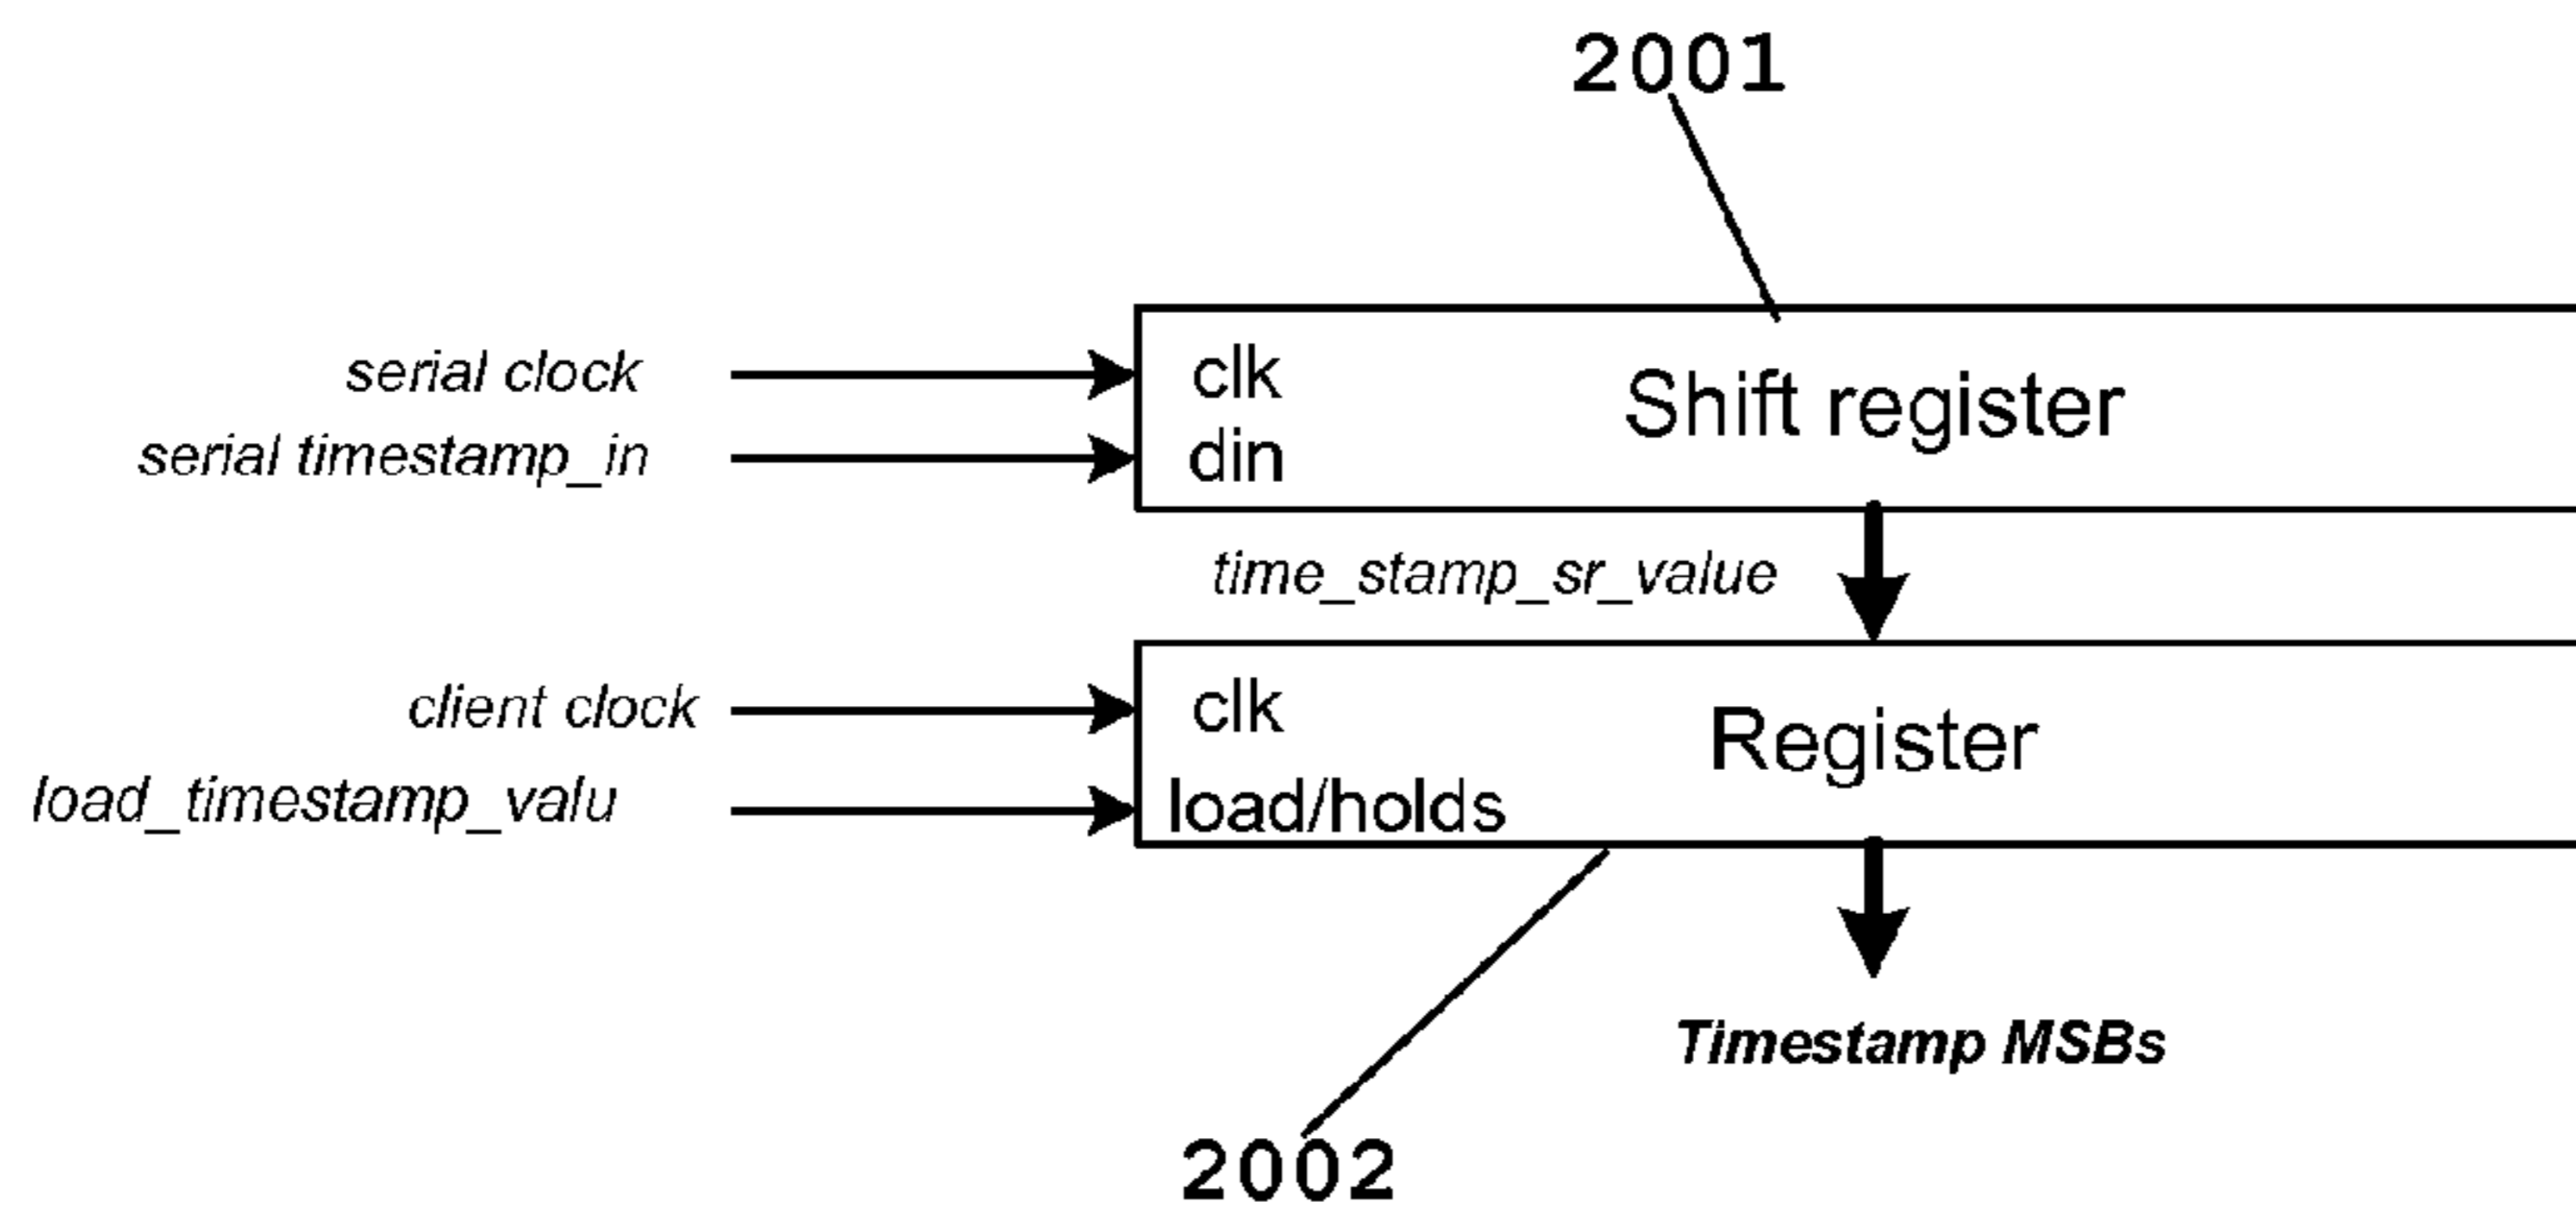 2001
serial clock
clk
Shift register
serial timestamp_in
din
time_stamp_sr_value
client clock
clk
Register
load_timestamp_valu
load/holds
Timestamp MSBs
2002